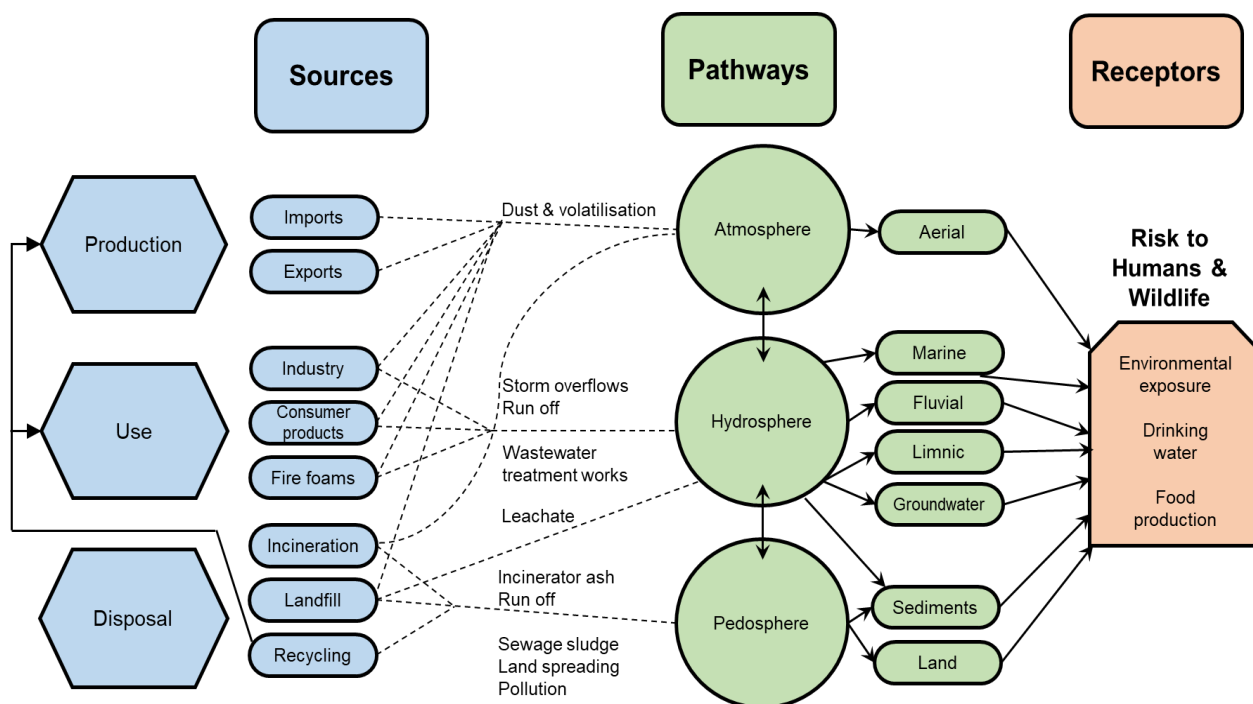 Sources
Pathways
Receptors
Production
Imports
Exports
Dust & volatilisation
Atmosphere
Aerial
Risk to
Humans &
Wildlife
Use
Industry
Consumer
products
Fire foams
Storm overflows
Run off
Wastewater
treatment works
Leachate
Hydrosphere
Marine
Fluvial
Limnic
Groundwater
Environmental
exposure
Drinking
water
Food
production
Disposal
Incineration
Landfill
Recycling
Incinerator ash
Run off
Sewage sludge
Land spreading
Pollution
Pedosphere
Sediments
Land